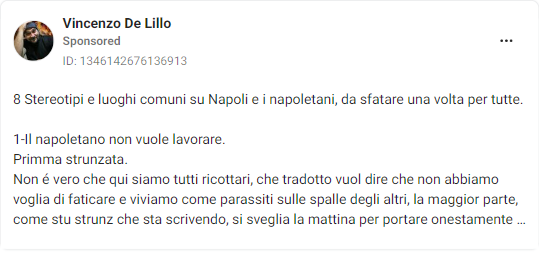 Vincenzo De Lillo
Sponsored
ID: 1346142676136913
8 Stereotipi e luoghi comuni su Napoli e i napoletani, da sfatare una volta per tutte.
1-Il napoletano non vuole lavorare.
Primma strunzata.
Non é vero che qui siamo tutti ricottari, che tradotto vuol dire che non abbiamo
voglia di faticare e viviamo come parassiti sulle spalle degli altri, la maggior parte,
come stu strunz che sta scrivendo, si sveglia la mattina per portare onestamente ...